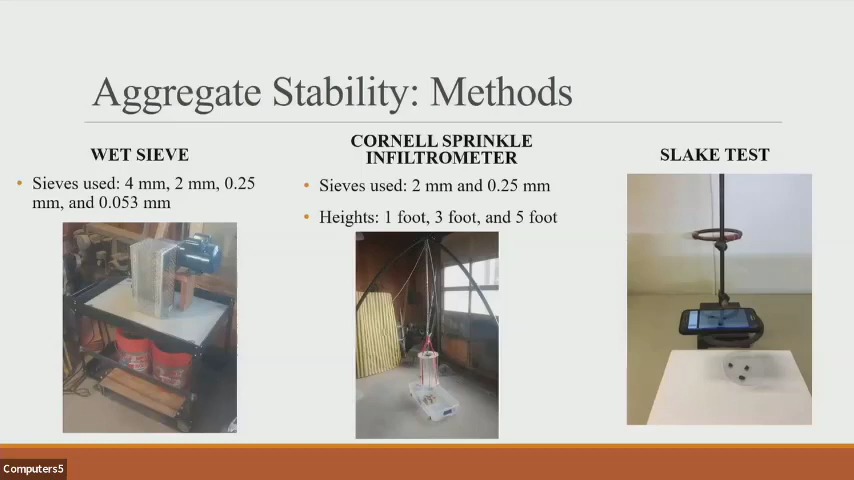 Aggregate Stability: Methods
WET SIEVE
• Sieves used: 4 mm, 2 mm, 0.25
mm, and 0.053 mm
CORNELL SPRINKLE
INFILTROMETER
• Sieves used: 2 mm and 0.25 mm
• Heights: 1 foot, 3 foot, and 5 foot
SLAKE TEST
Computers5